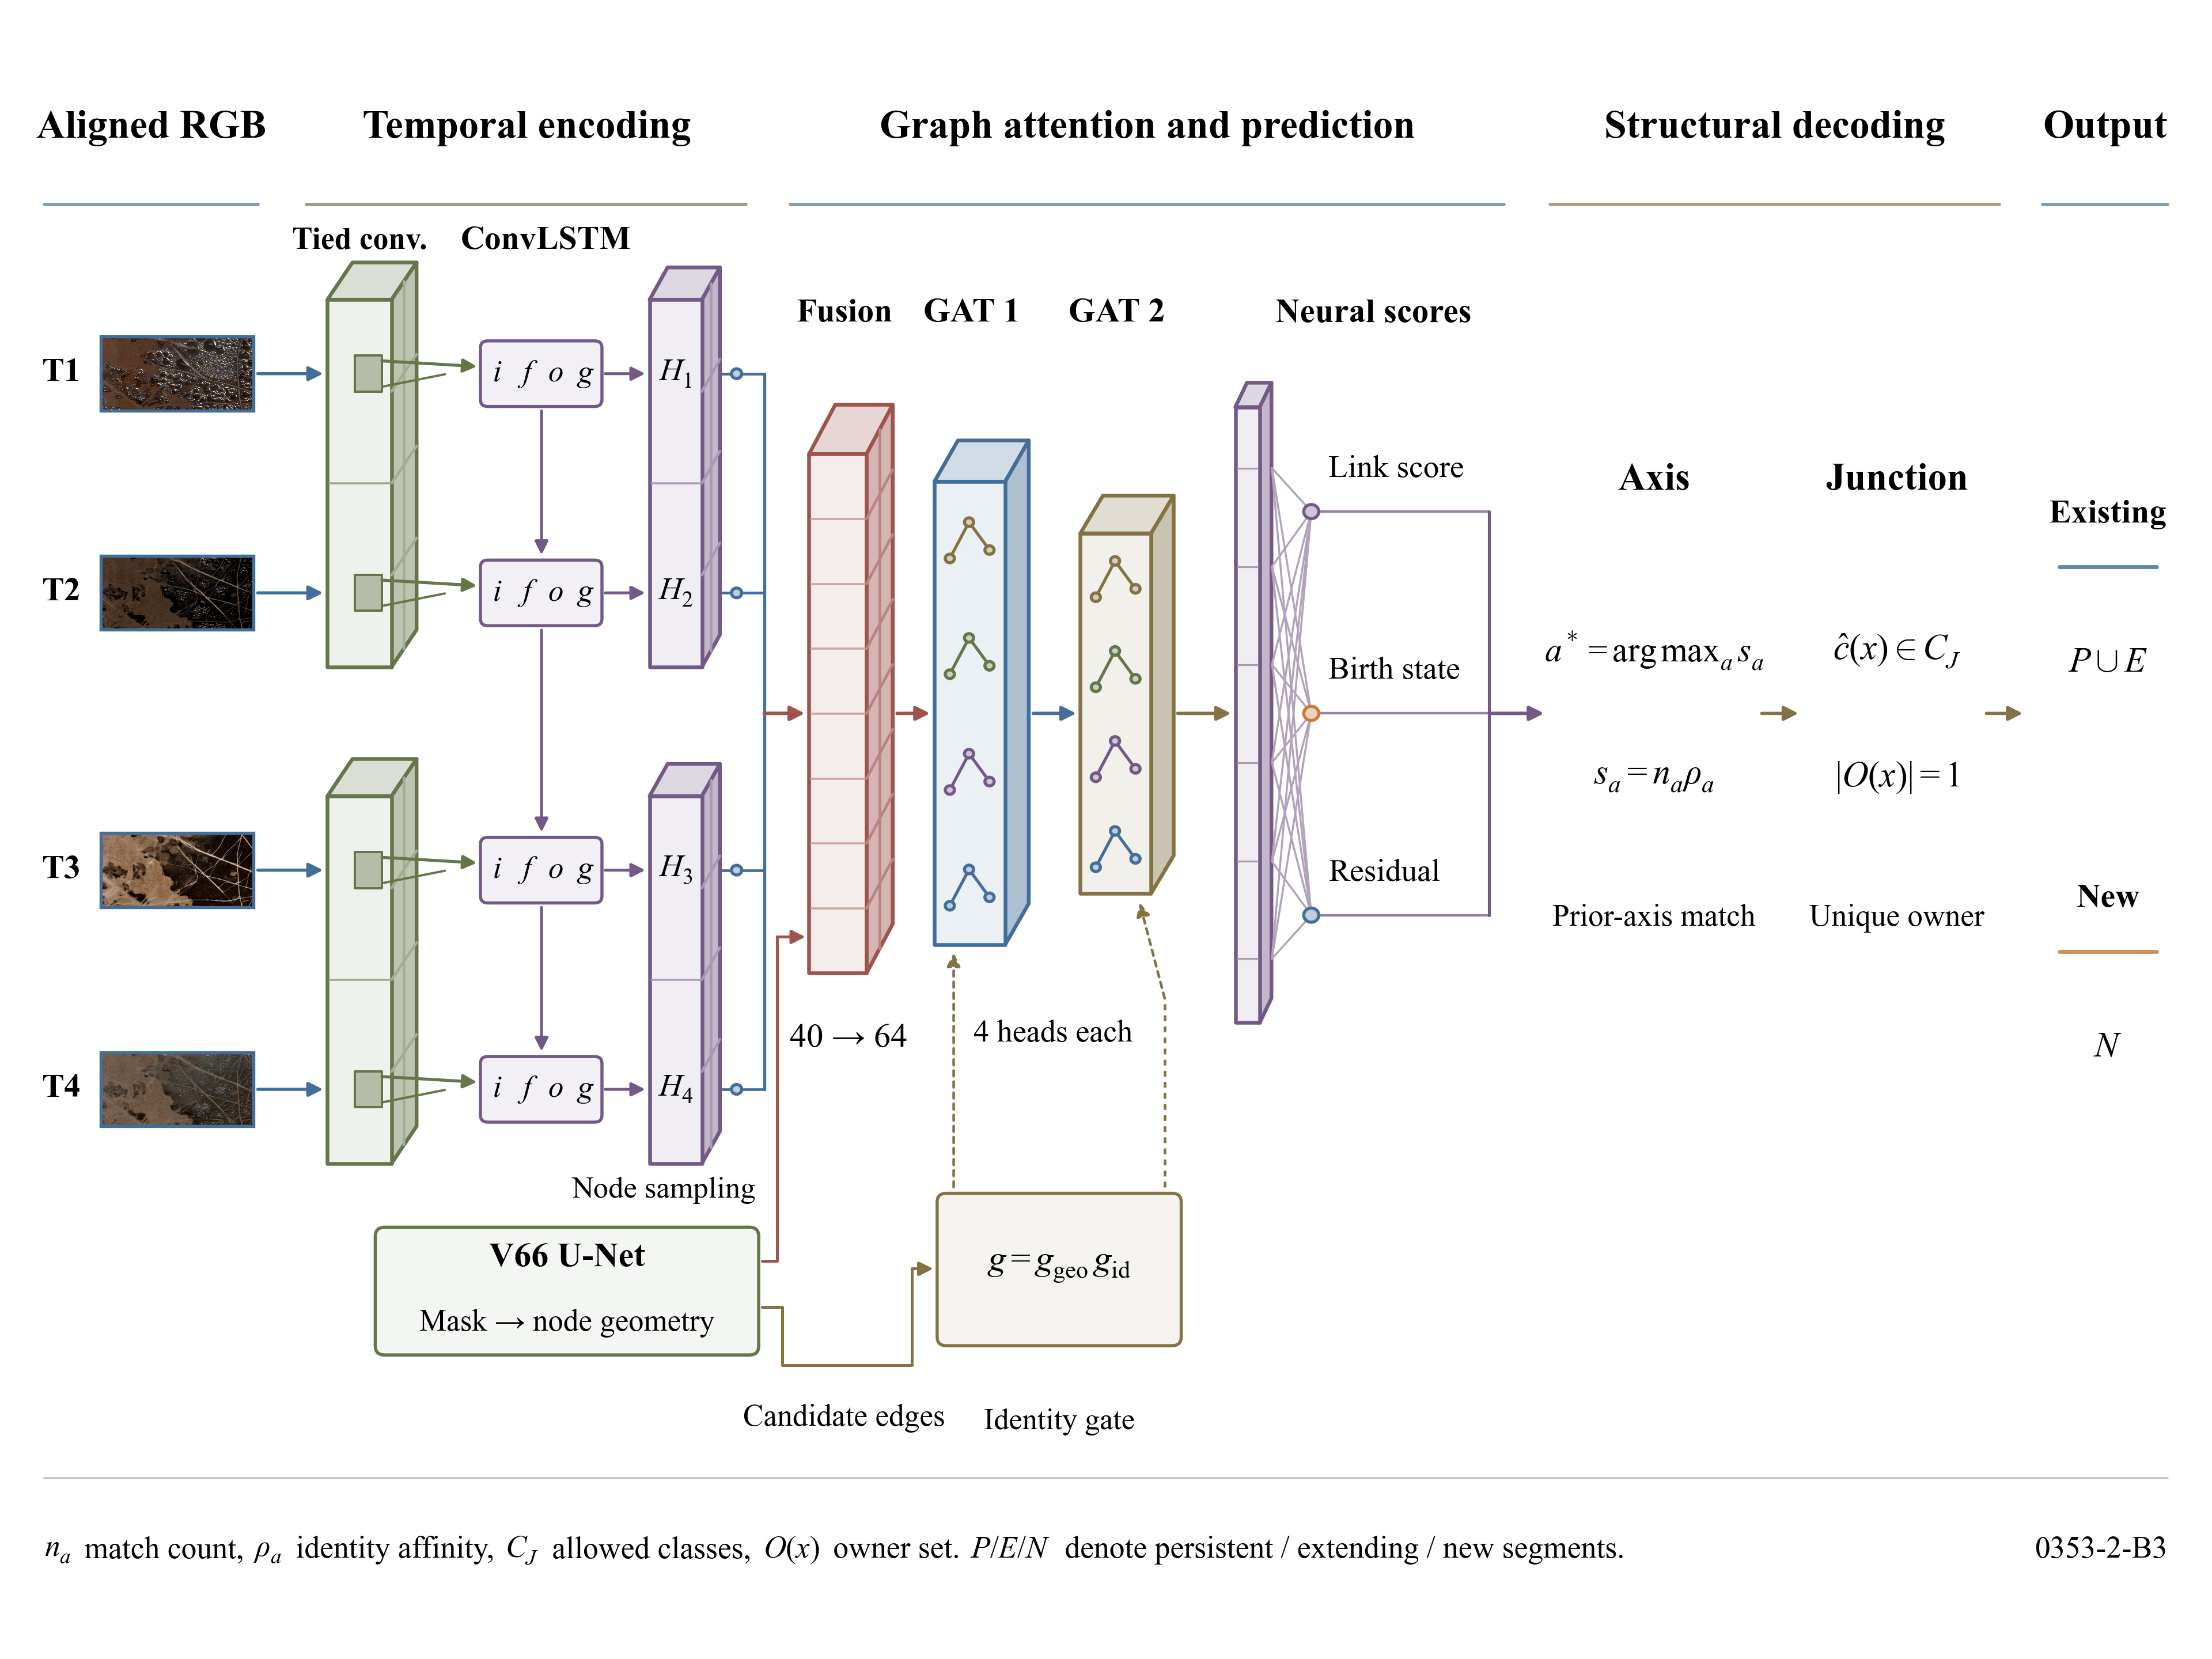 Aligned RGB
Temporal encoding
Graph attention and prediction
Structural decoding
Output
Tied conv.
ConvLSTM
Fusion
GAT 1
GAT 2
Neural scores
T1
i f o g
H₁
T2
i f o g
H₂
T3
i f o g
H₃
T4
i f o g
H₄
Node sampling
V66 U-Net
Mask → node geometry
40 → 64
4 heads each
g = g_geo g_id
Candidate edges
Identity gate
Link score
Birth state
Residual
Axis
a* = arg max_a s_a
s_a = n_a ρ_a
Prior-axis match
Junction
ĉ(x) ∈ C_J
|O(x)| = 1
Unique owner
Existing
P ∪ E
New
N
n_a match count, ρ_a identity affinity, C_J allowed classes, O(x) owner set. P/E/N denote persistent / extending / new segments.
0353-2-B3